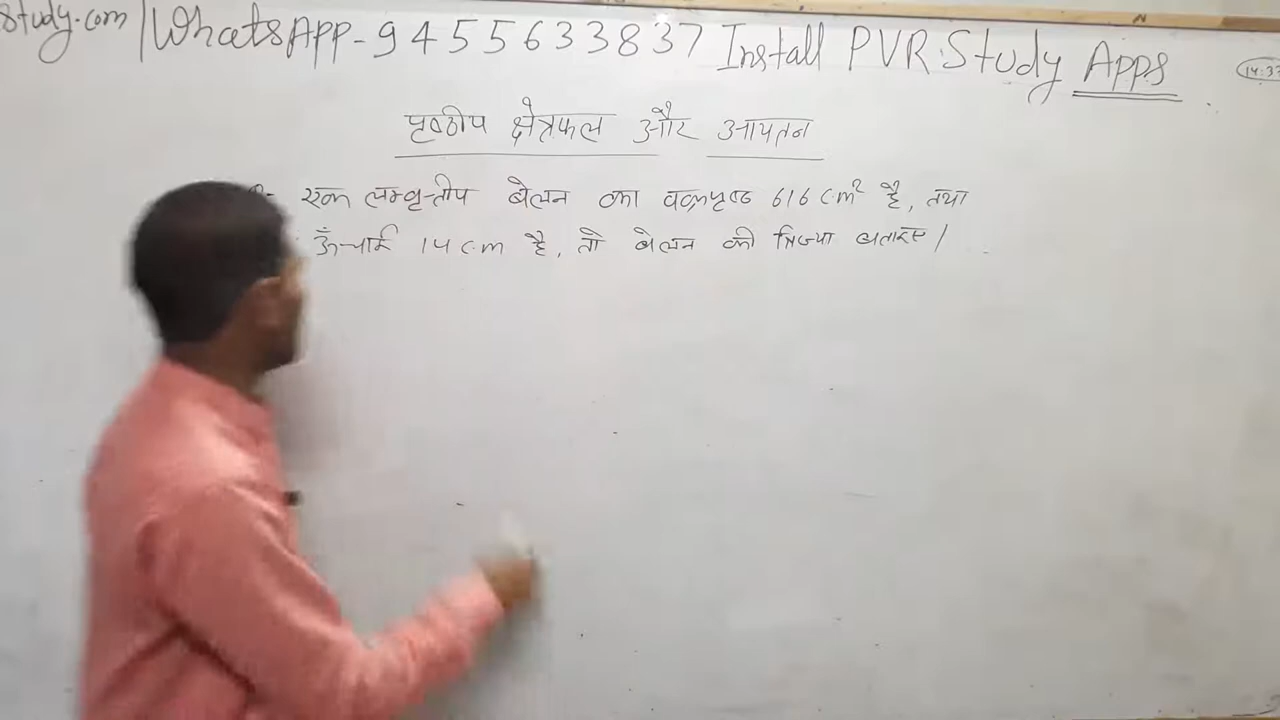 Study.com/WhatsApp-9455633837 Install PVR.Study Apps
पृष्ठीय क्षेत्रफल और आयतन
एक लम्बवृत्तीय बेलन का वक्रपृष्ठ 616 cm² है, तथा
ऊँचाई 14 cm है, तो बेलन की त्रिज्या बताइए।